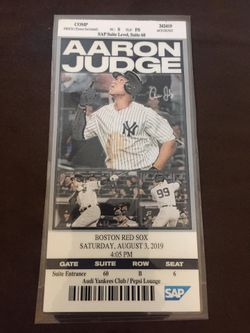 COMP
SAP Suite Level, Suite 60
AARON
JUDGE
99
BOSTON RED SOX
SATURDAY, AUGUST 3, 2019
4:05 PM
GATE SUITE ROW SEAT
Suite Entrance 60 B 6
Audi Yankees Club / Pepsi Lounge
SAP